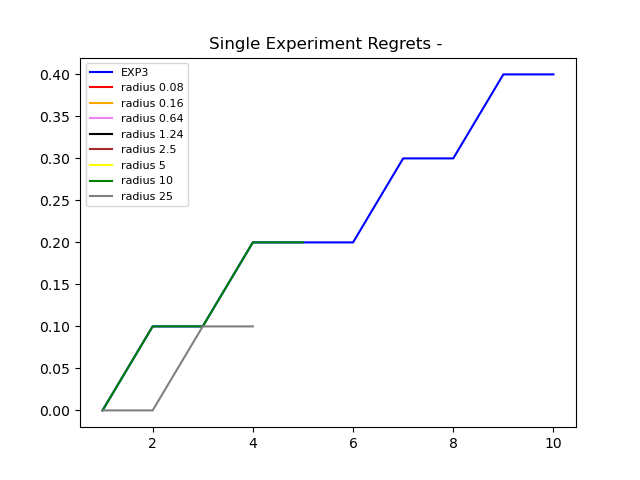 Single Experiment Regrets -
EXP3
radius 0.08
radius 0.16
radius 0.64
radius 1.24
radius 2.5
radius 5
radius 10
radius 25
0.40
0.35
0.30
0.25
0.20
0.15
0.10
0.05
0.00
2 4 6 8 10